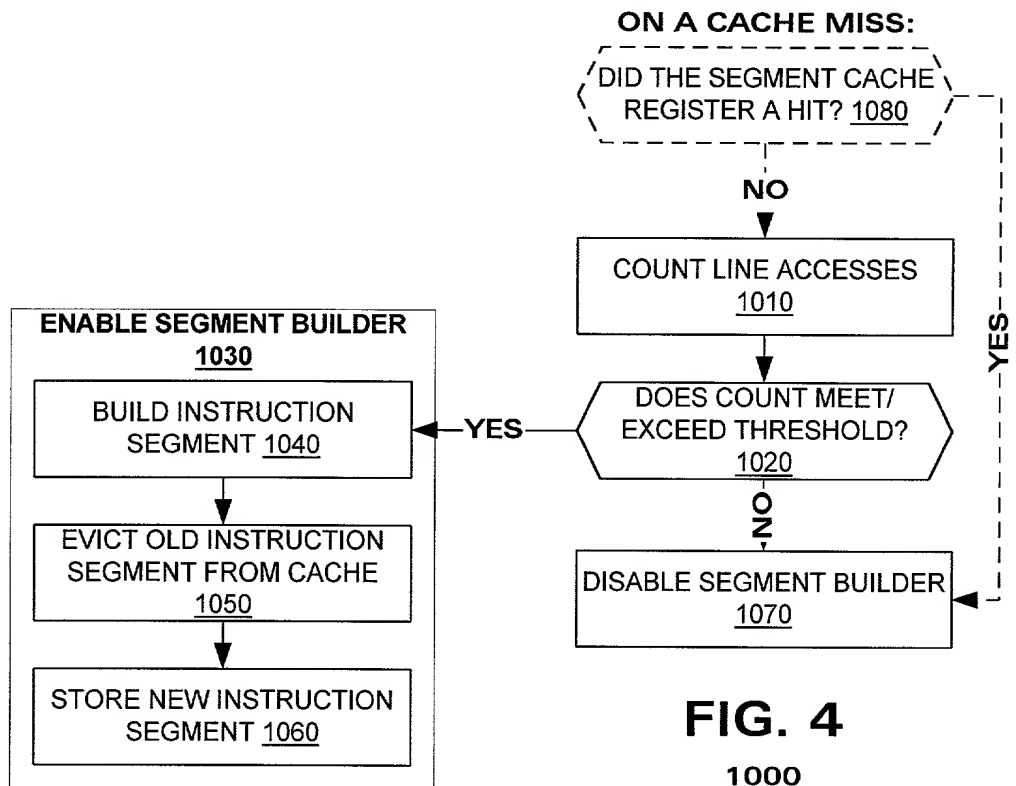 ON A CACHE MISS:
DID THE SEGMENT CACHE
REGISTER A HIT? 1080
NO
YES
COUNT LINE ACCESSES
1010
DOES COUNT MEET/
EXCEED THRESHOLD?
1020
YES
NO
DISABLE SEGMENT BUILDER
1070
ENABLE SEGMENT BUILDER
1030
BUILD INSTRUCTION
SEGMENT 1040
EVICT OLD INSTRUCTION
SEGMENT FROM CACHE
1050
STORE NEW INSTRUCTION
SEGMENT 1060
FIG. 4
1000